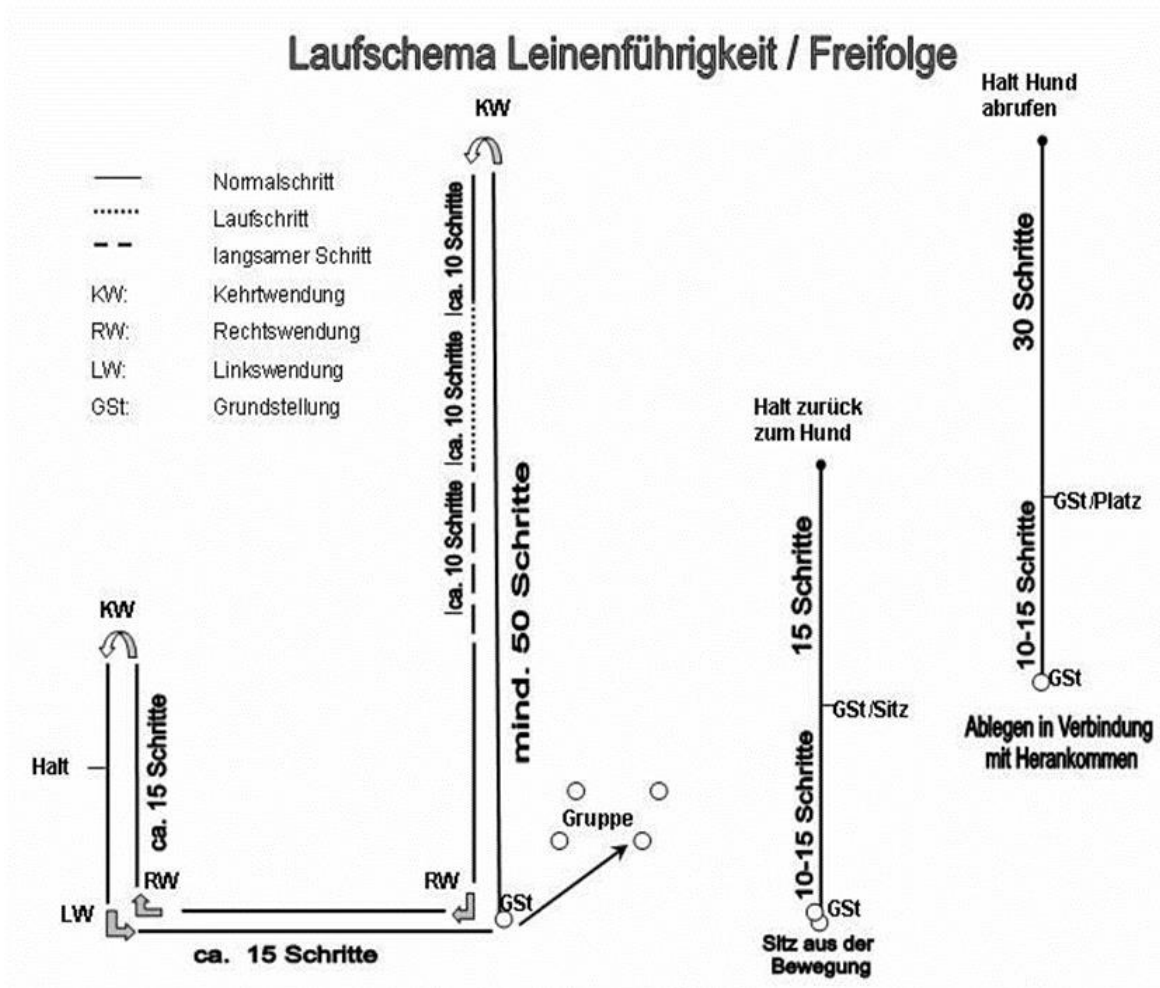 Laufschema Leinenführigkeit / Freifolge
Normalschritt
Laufschritt
langsamer Schritt
KW: Kehrtwendung
RW: Rechtswendung
LW: Linkswendung
GSt: Grundstellung
KW
ca. 10 Schritte
ca. 10 Schritte
ca. 10 Schritte
mind. 50 Schritte
KW
Halt
ca. 15 Schritte
RW
LW
RW
GSt
ca. 15 Schritte
Gruppe
Halt zurück
zum Hund
15 Schritte
GSt/Sitz
10-15 Schritte
GSt
Sitz aus der
Bewegung
Halt Hund
abrufen
30 Schritte
GSt/Platz
10-15 Schritte
GSt
Ablegen in Verbindung
mit Herankommen